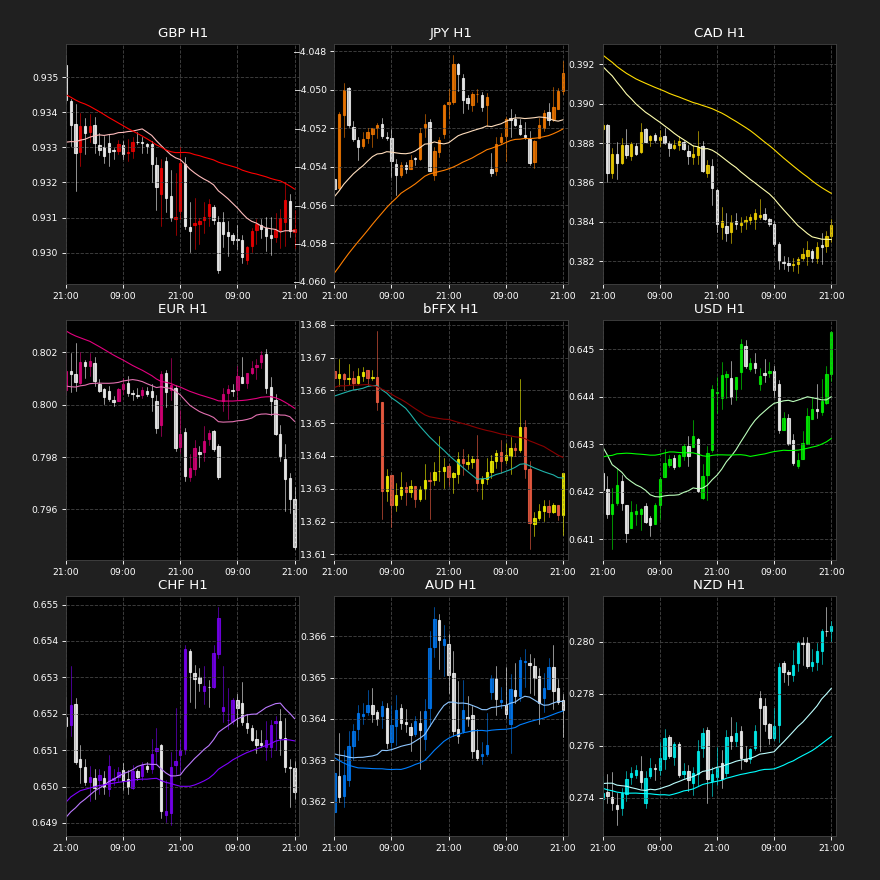 GBP H1
0.935
0.934
0.933
0.932
0.931
0.930
21:00 09:00 21:00 09:00 21:00
JPY H1
−4.048
−4.050
−4.052
−4.054
−4.056
−4.058
−4.060
21:00 09:00 21:00 09:00 21:00
CAD H1
0.392
0.390
0.388
0.386
0.384
0.382
21:00 09:00 21:00 09:00 21:00
EUR H1
0.802
0.800
0.798
0.796
21:00 09:00 21:00 09:00 21:00
bFFX H1
13.68
13.67
13.66
13.65
13.64
13.63
13.62
13.61
21:00 09:00 21:00 09:00 21:00
USD H1
0.645
0.644
0.643
0.642
0.641
21:00 09:00 21:00 09:00 21:00
CHF H1
0.655
0.654
0.653
0.652
0.651
0.650
0.649
21:00 09:00 21:00 09:00 21:00
AUD H1
0.366
0.365
0.364
0.363
0.362
21:00 09:00 21:00 09:00 21:00
NZD H1
0.280
0.278
0.276
0.274
21:00 09:00 21:00 09:00 21:00